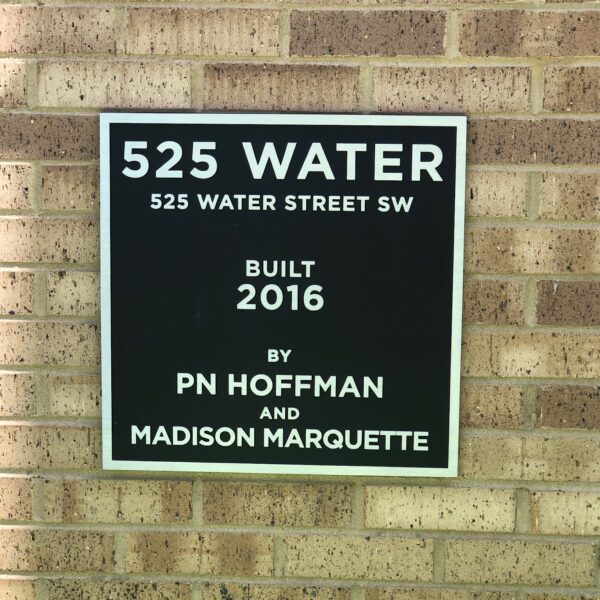 525 WATER
525 WATER STREET SW
BUILT
2016
BY
PN HOFFMAN
AND
MADISON MARQUETTE